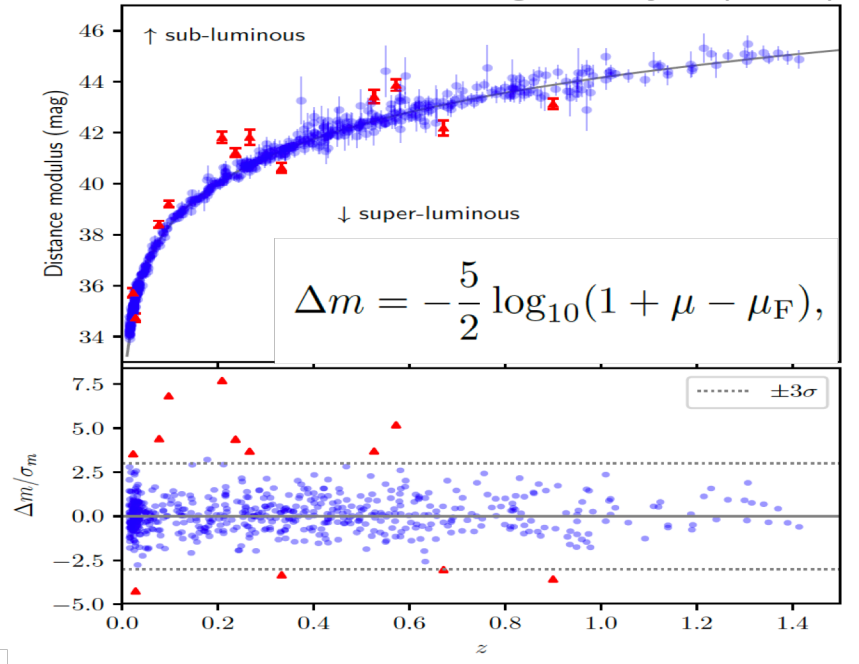 ↑ sub-luminous
46
44
42
40
38
36
34
Distance modulus (mag)
↓ super-luminous
Δm = −5/2 log₁₀(1 + μ − μF),
7.5
5.0
2.5
0.0
−2.5
−5.0
Δm/σm
±3σ
0.0 0.2 0.4 0.6 0.8 1.0 1.2 1.4
z